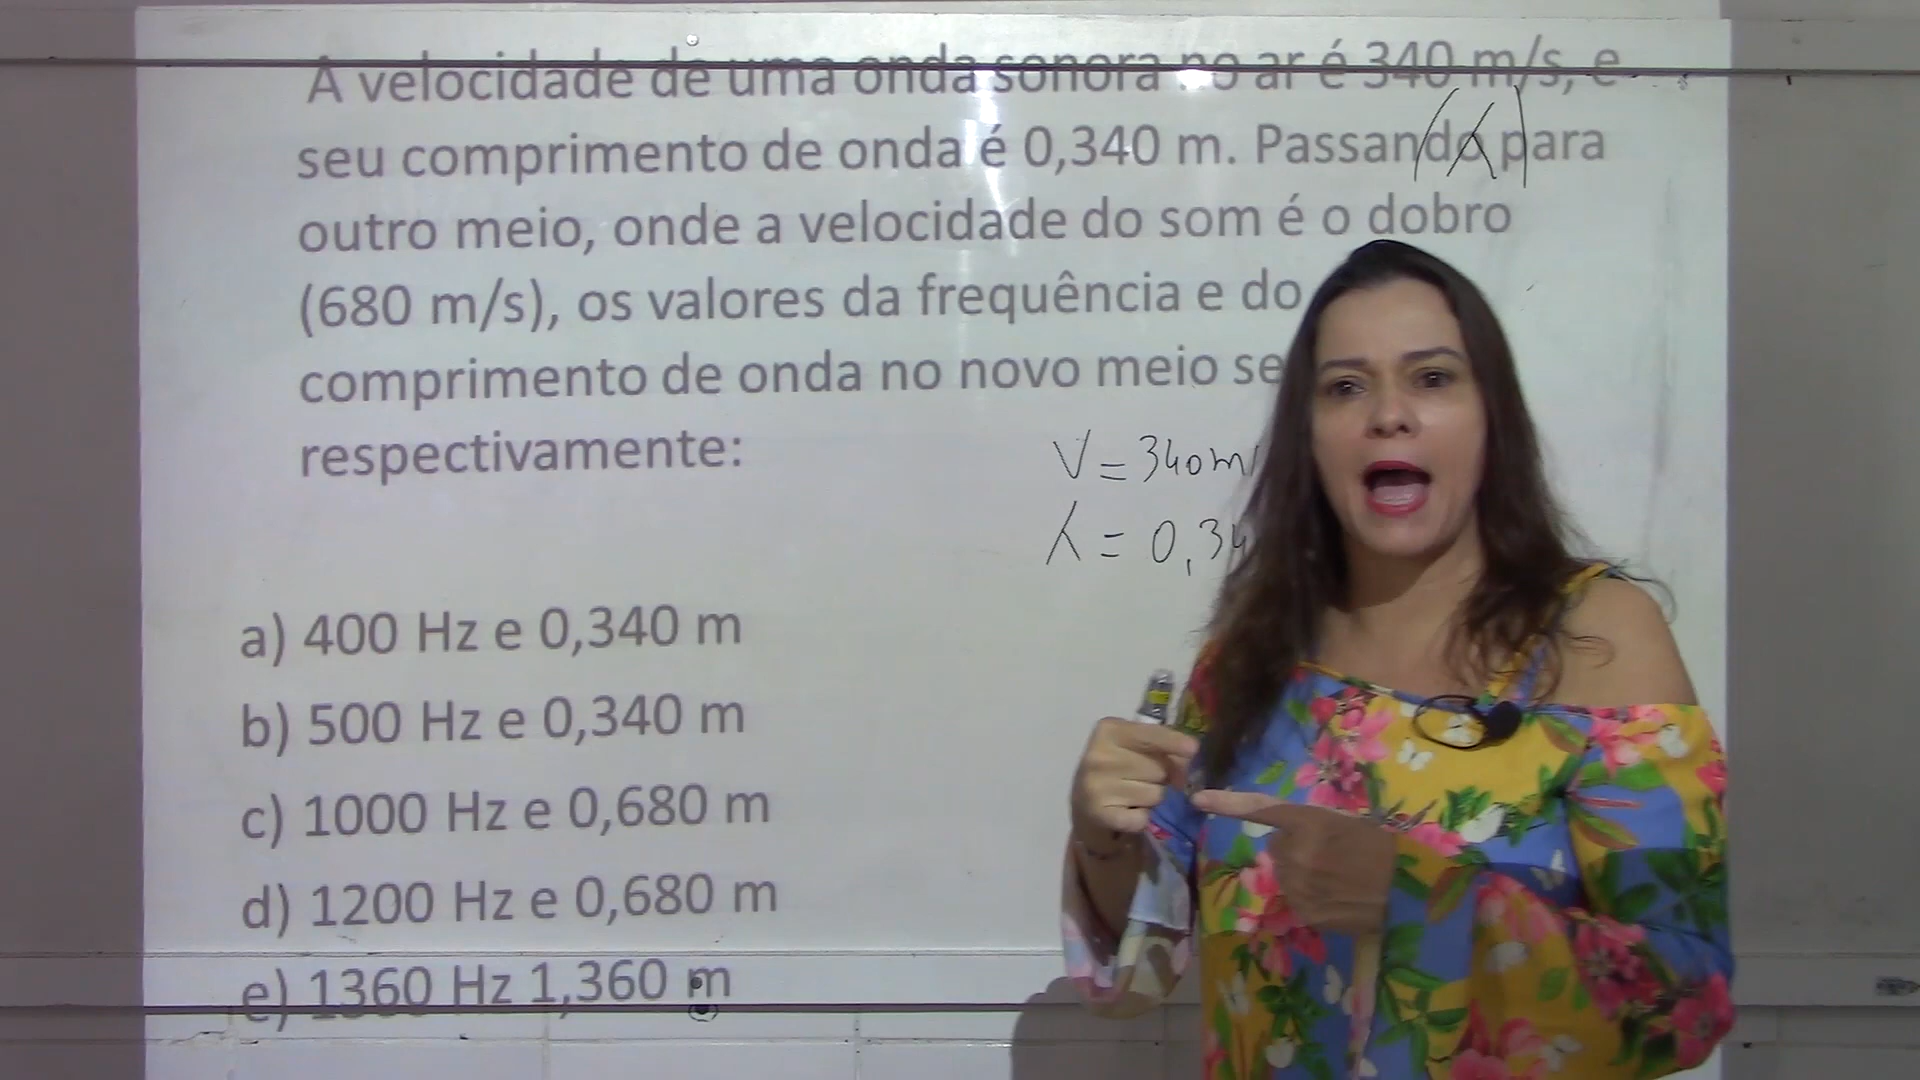 A velocidade de uma onda sonora no ar é 340 m/s, e
seu comprimento de onda é 0,340 m. Passando para
(λ)
outro meio, onde a velocidade do som é o dobro
(680 m/s), os valores da frequência e do
comprimento de onda no novo meio se
respectivamente:
V = 340 m/
λ = 0,34
a) 400 Hz e 0,340 m
b) 500 Hz e 0,340 m
c) 1000 Hz e 0,680 m
d) 1200 Hz e 0,680 m
e) 1360 Hz 1,360 m